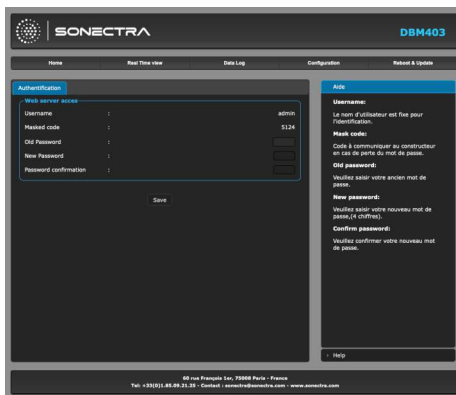 SONECTRA
DBM403
Home Real Time view Data Log Configuration Reboot & Update
Authentification
Web server acces
Username : admin
Masked code : 5124
Old Password :
New Password :
Password confirmation :
Save
Aide
Username:
Le nom d'utilisateur est fixe pour
l'identification.
Mask code:
Code à communiquer au constructeur
en cas de perte du mot de passe.
Old password:
Veuillez saisir votre ancien mot de
passe.
New password:
Veuillez saisir votre nouveau mot de
passe,(4 chiffres).
Confirm password:
Veuillez confirmer votre nouveau mot
de passe.
Help
60 rue François 1er, 75008 Paris - France
Tel: +33(0)1.85.09.21.35 - Contact : sonectra@sonectra.com - www.sonectra.com